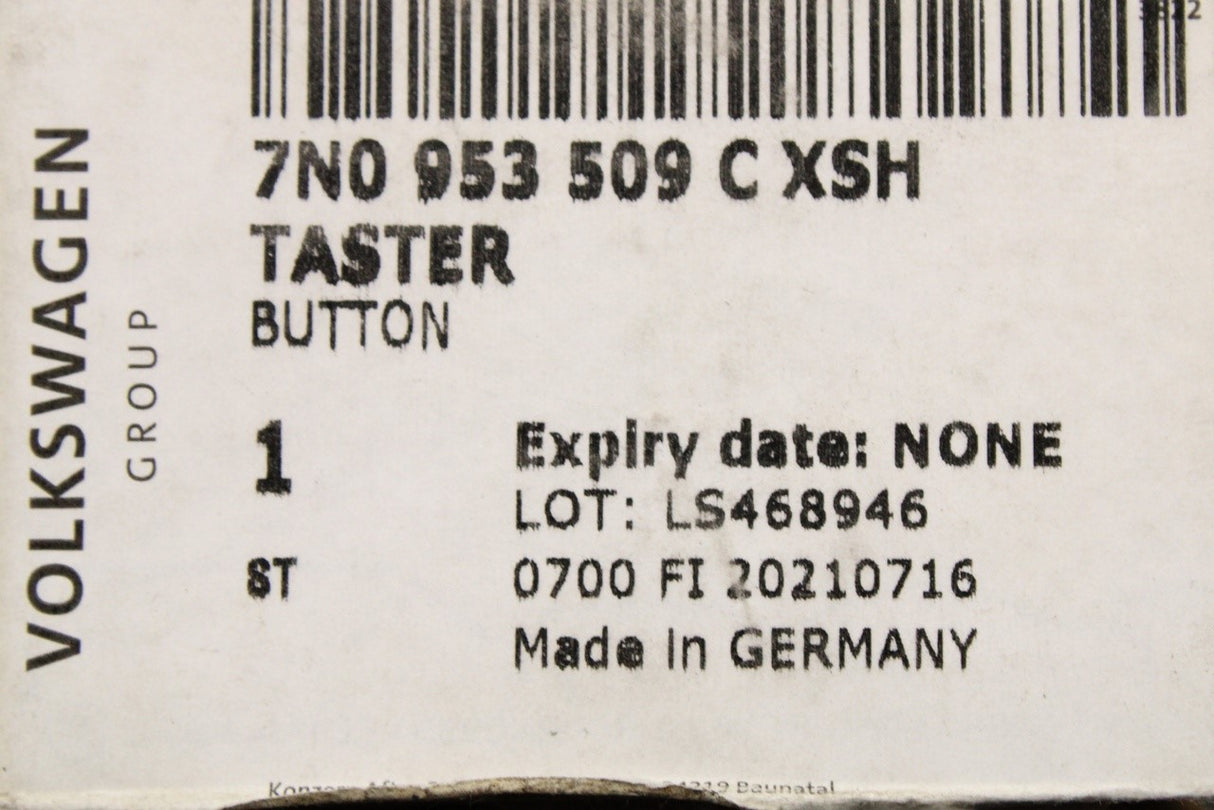 7N0 953 509 C XSH
TASTER
BUTTON
1
Expiry date: NONE
LOT: LS468946
ST
0700 FI 20210716
Made in GERMANY
VOLKSWAGEN
GROUP
Baunatal